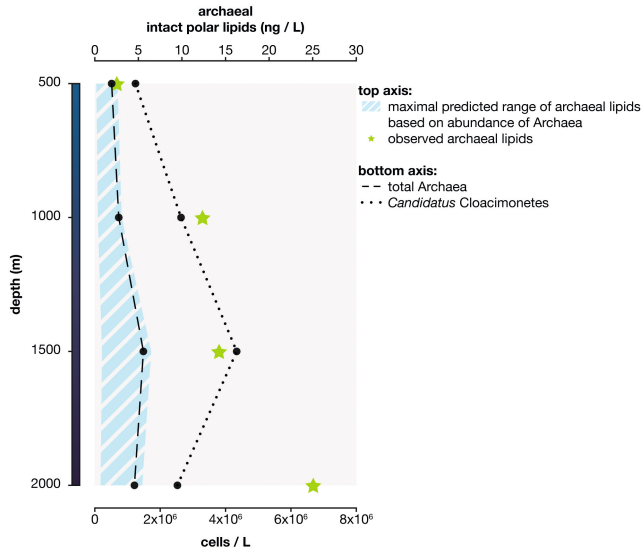 archaeal
intact polar lipids (ng / L)
0 5 10 15 20 25 30
500
1000
1500
2000
depth (m)
0 2x10⁶ 4x10⁶ 6x10⁶ 8x10⁶
cells / L
top axis:
maximal predicted range of archaeal lipids
based on abundance of Archaea
observed archaeal lipids
bottom axis:
total Archaea
Candidatus Cloacimonetes